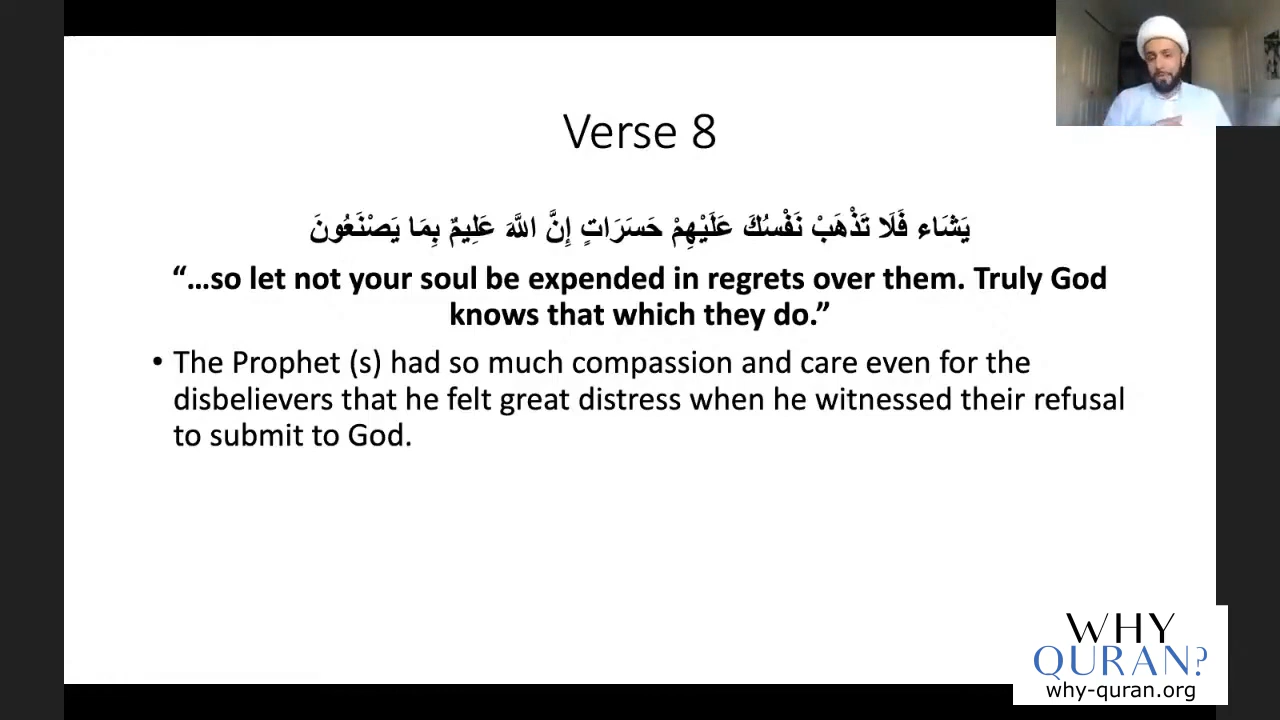 Verse 8
يَشَاء فَلَا تَذْهَبْ نَفْسُكَ عَلَيْهِمْ حَسَرَاتٍ إِنَّ اللَّهَ عَلِيمٌ بِمَا يَصْنَعُونَ
“…so let not your soul be expended in regrets over them. Truly God
knows that which they do.”
• The Prophet (s) had so much compassion and care even for the
disbelievers that he felt great distress when he witnessed their refusal
to submit to God.
WHY
QURAN?
why-quran.org